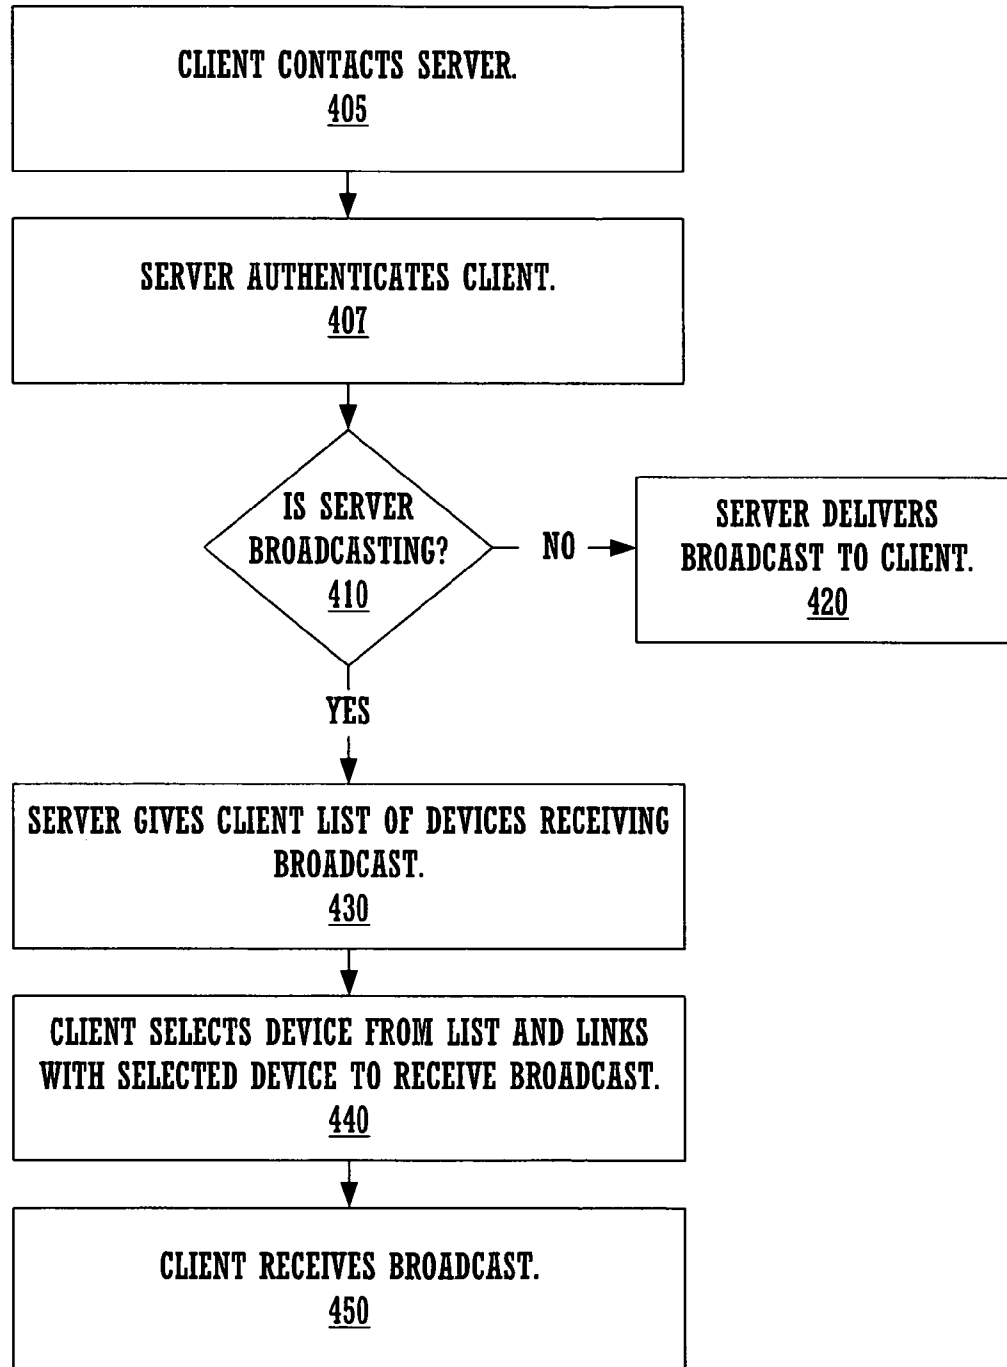 CLIENT CONTACTS SERVER.
405
SERVER AUTHENTICATES CLIENT.
407
IS SERVER
BROADCASTING?
410
NO
SERVER DELIVERS
BROADCAST TO CLIENT.
420
YES
SERVER GIVES CLIENT LIST OF DEVICES RECEIVING
BROADCAST.
430
CLIENT SELECTS DEVICE FROM LIST AND LINKS
WITH SELECTED DEVICE TO RECEIVE BROADCAST.
440
CLIENT RECEIVES BROADCAST.
450